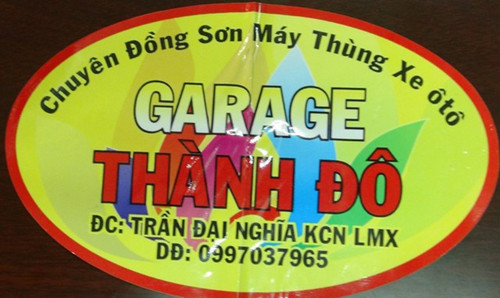 Chuyên Đồng Sơn Máy Thùng Xe ôtô
GARAGE
THÀNH ĐÔ
ĐC: TRẦN ĐẠI NGHĨA KCN LMX
DĐ: 0997037965